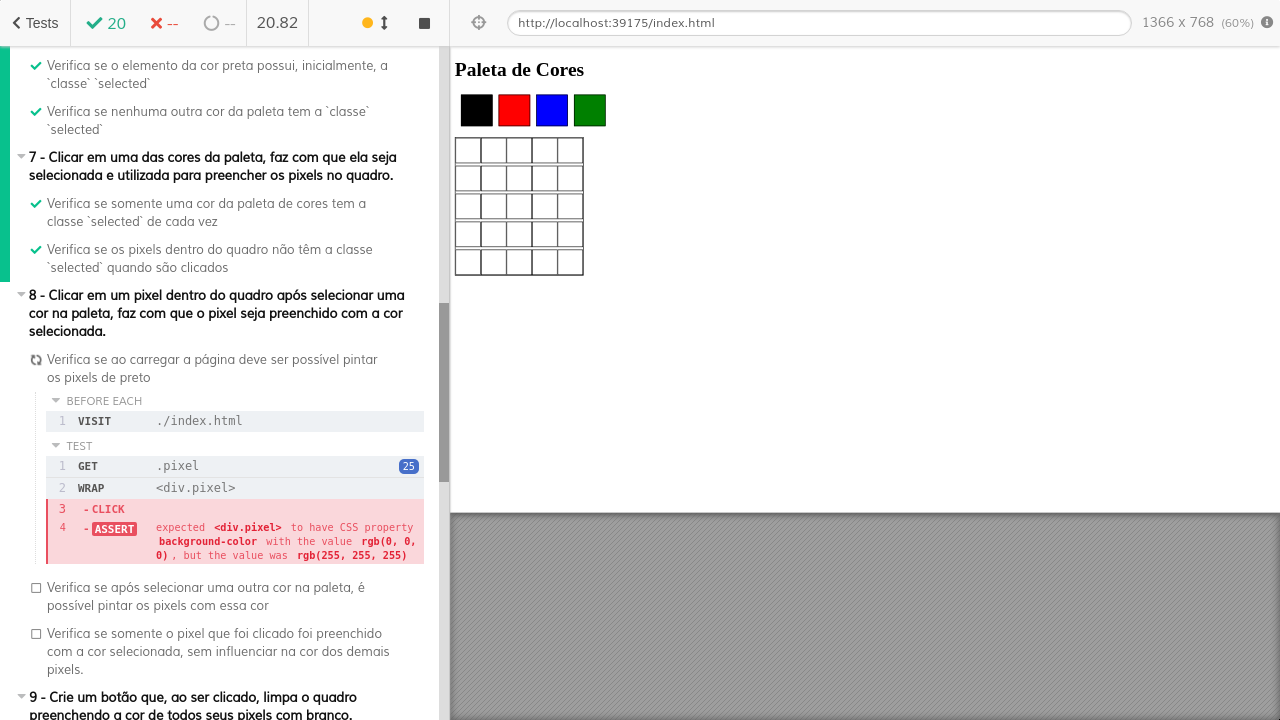 Tests
20
--
--
20.82
http://localhost:39175/index.html
1366 x 768 (60%)
Verifica se o elemento da cor preta possui, inicialmente, a
`classe` `selected`
Verifica se nenhuma outra cor da paleta tem a `classe`
`selected`
7 - Clicar em uma das cores da paleta, faz com que ela seja
selecionada e utilizada para preencher os pixels no quadro.
Verifica se somente uma cor da paleta de cores tem a
classe `selected` de cada vez
Verifica se os pixels dentro do quadro não têm a classe
`selected` quando são clicados
8 - Clicar em um pixel dentro do quadro após selecionar uma
cor na paleta, faz com que o pixel seja preenchido com a cor
selecionada.
Verifica se ao carregar a página deve ser possível pintar
os pixels de preto
BEFORE EACH
1 VISIT ./index.html
TEST
1 GET .pixel 25
2 WRAP <div.pixel>
3 -CLICK
4 -ASSERT expected <div.pixel> to have CSS property
background-color with the value rgb(0, 0,
0), but the value was rgb(255, 255, 255)
Verifica se após selecionar uma outra cor na paleta, é
possível pintar os pixels com essa cor
Verifica se somente o pixel que foi clicado foi preenchido
com a cor selecionada, sem influenciar na cor dos demais
pixels.
9 - Crie um botão que, ao ser clicado, limpa o quadro
preenchendo a cor de todos seus pixels com branco.
Paleta de Cores